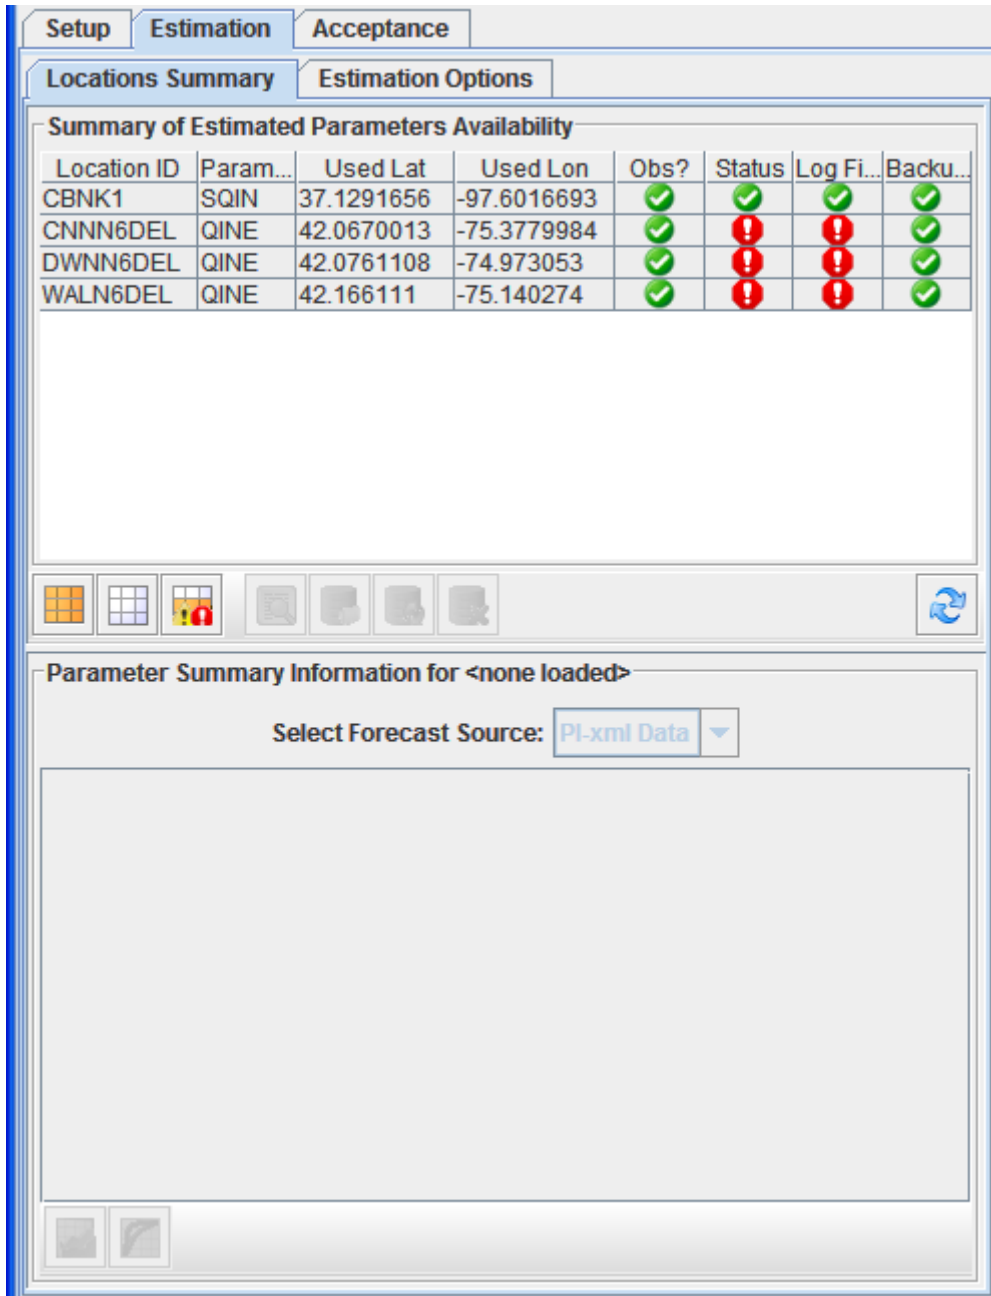 Setup Estimation Acceptance
Locations Summary Estimation Options
Summary of Estimated Parameters Availability
Location ID Param... Used Lat Used Lon Obs? Status Log Fi... Backu...
CBNK1 SQIN 37.1291656 -97.6016693
CNNN6DEL QINE 42.0670013 -75.3779984
DWNN6DEL QINE 42.0761108 -74.973053
WALN6DEL QINE 42.166111 -75.140274
Parameter Summary Information for <none loaded>
Select Forecast Source: PI-xml Data